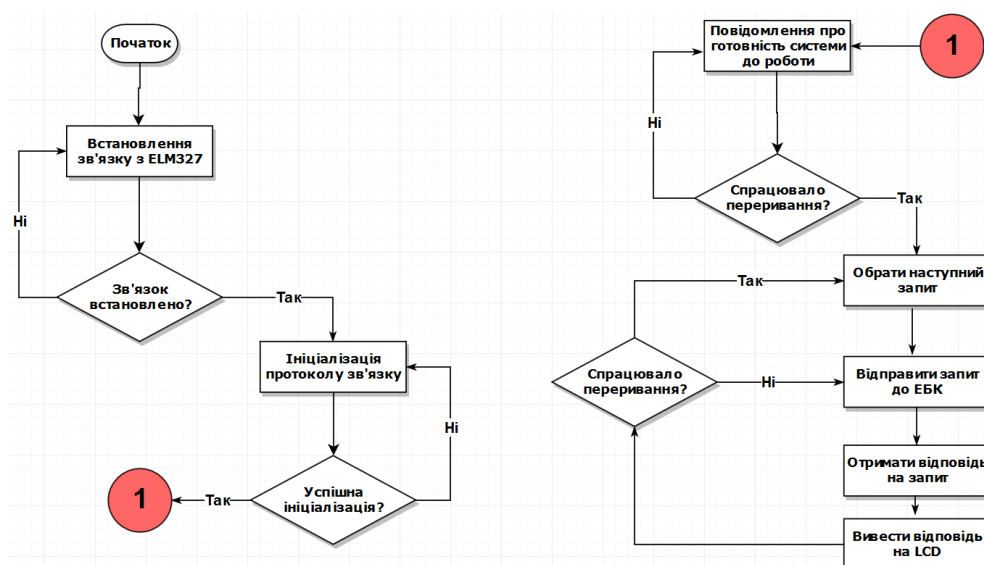 Початок
Встановлення
зв'язку з ELM327
Ні
Зв'язок
встановлено?
Так
Ініціалізація
протоколу зв'язку
Ні
Успішна
ініціалізація?
Так
1
1
Повідомлення про
готовність системи
до роботи
Ні
Спрацювало
переривання?
Так
Обрати наступний
запит
Так
Спрацювало
переривання?
Ні
Відправити запит
до ЕБК
Отримати відповідь
на запит
Вивести відповідь
на LCD